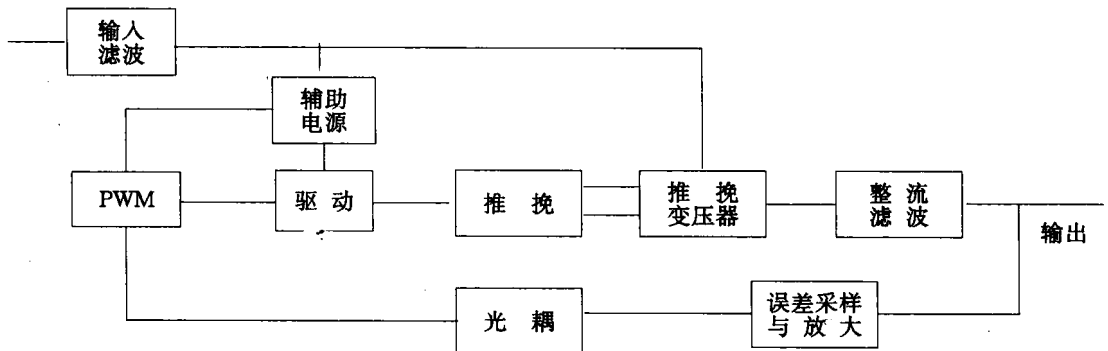 输入
滤波
辅助
电源
PWM
驱 动
推 挽
推 挽
变压器
整 流
滤 波
输出
光 耦
误差采样
与 放 大